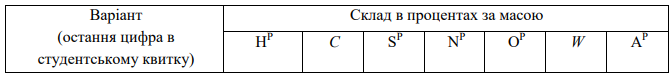 Варіант
(остання цифра в
студентському квитку)
Склад в процентах за масою
Hᴾ C Sᴾ Nᴾ Oᴾ W Aᴾ